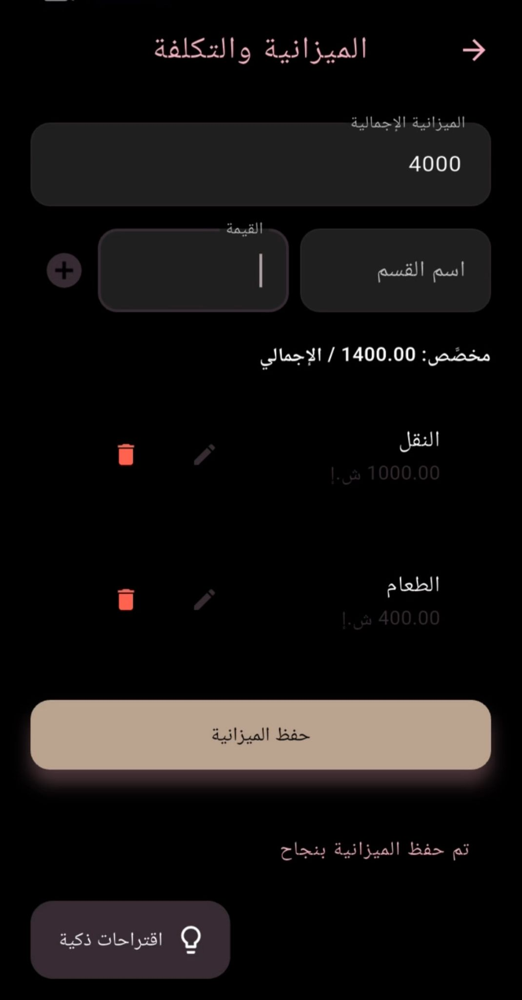 الميزانية والتكلفة
الميزانية الإجمالية
4000
اسم القسم
القيمة
مخصَّص: 1400.00 / الإجمالي
النقل
1000.00 ش.إ
الطعام
400.00 ش.إ
حفظ الميزانية
تم حفظ الميزانية بنجاح
اقتراحات ذكية